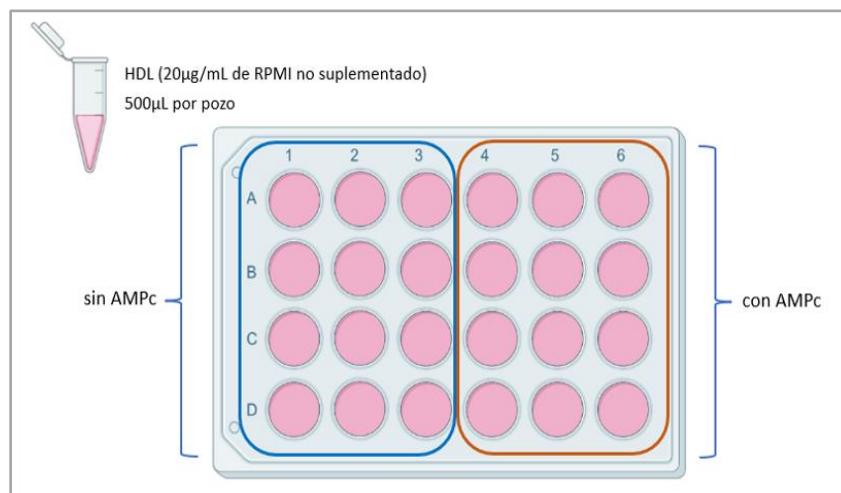 HDL (20µg/mL de RPMI no suplementado)
500µL por pozo
1 2 3 4 5 6
A
B
sin AMPc
con AMPc
C
D